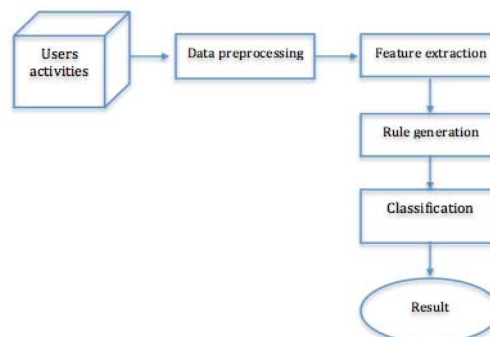 Users
activities
Data preprocessing
Feature extraction
Rule generation
Classification
Result